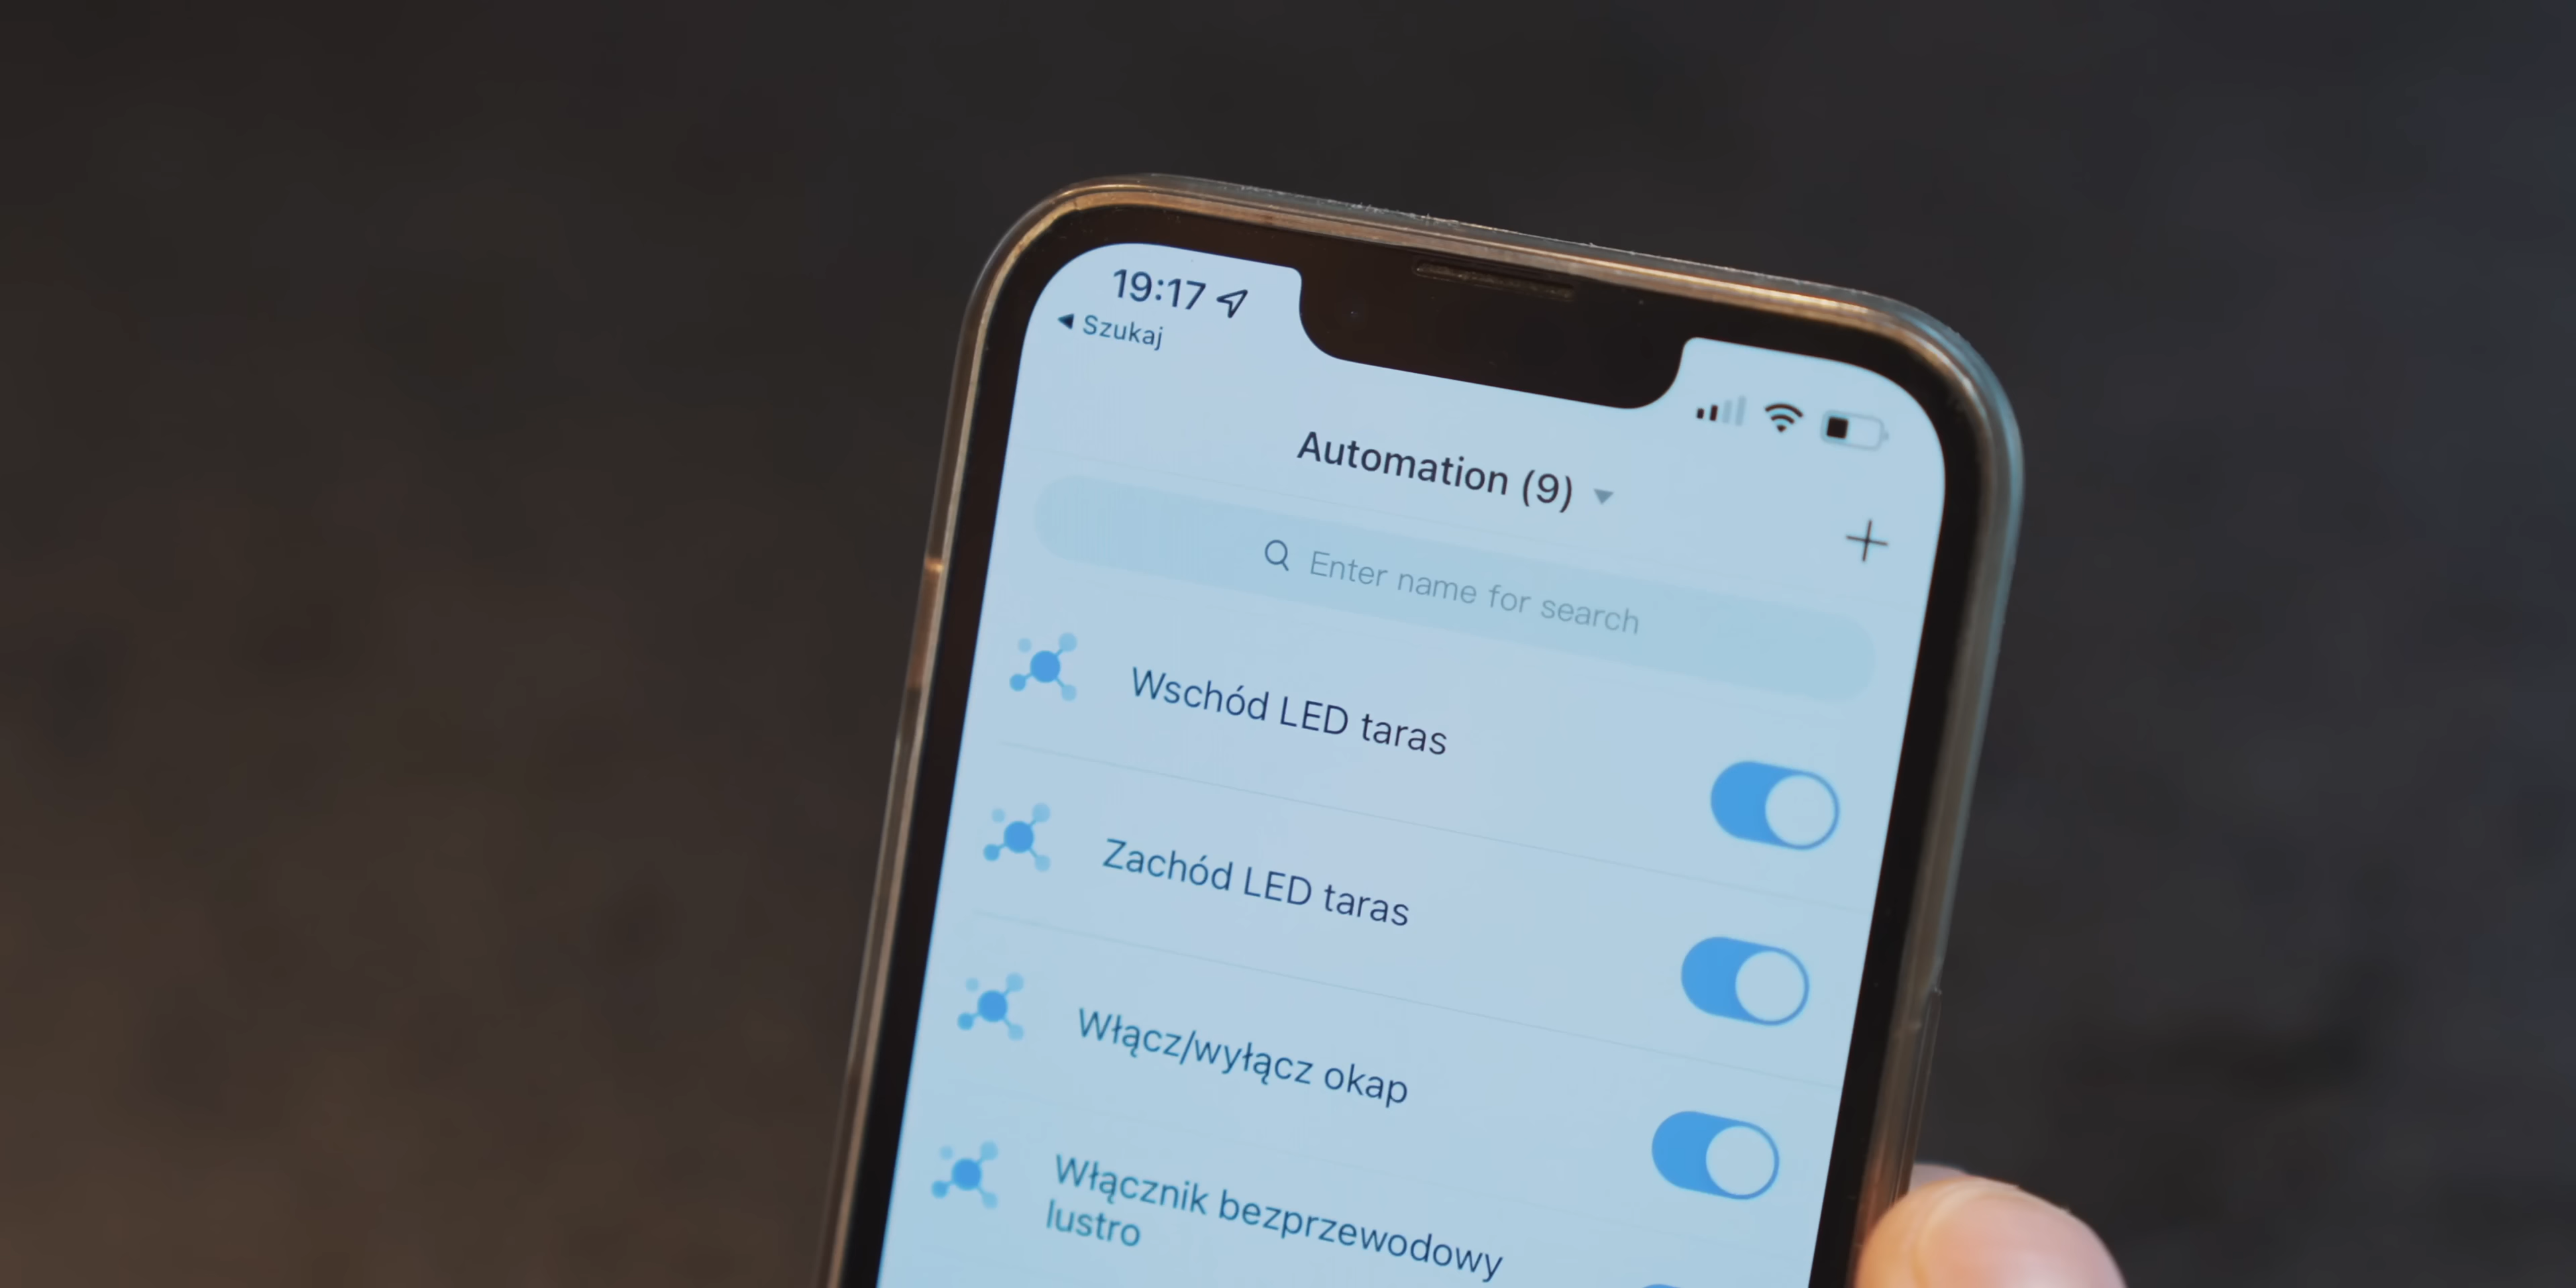 19:17
◀ Szukaj
Automation (9)
Enter name for search
Wschód LED taras
Zachód LED taras
Włącz/wyłącz okap
Włącznik bezprzewodowy
lustro